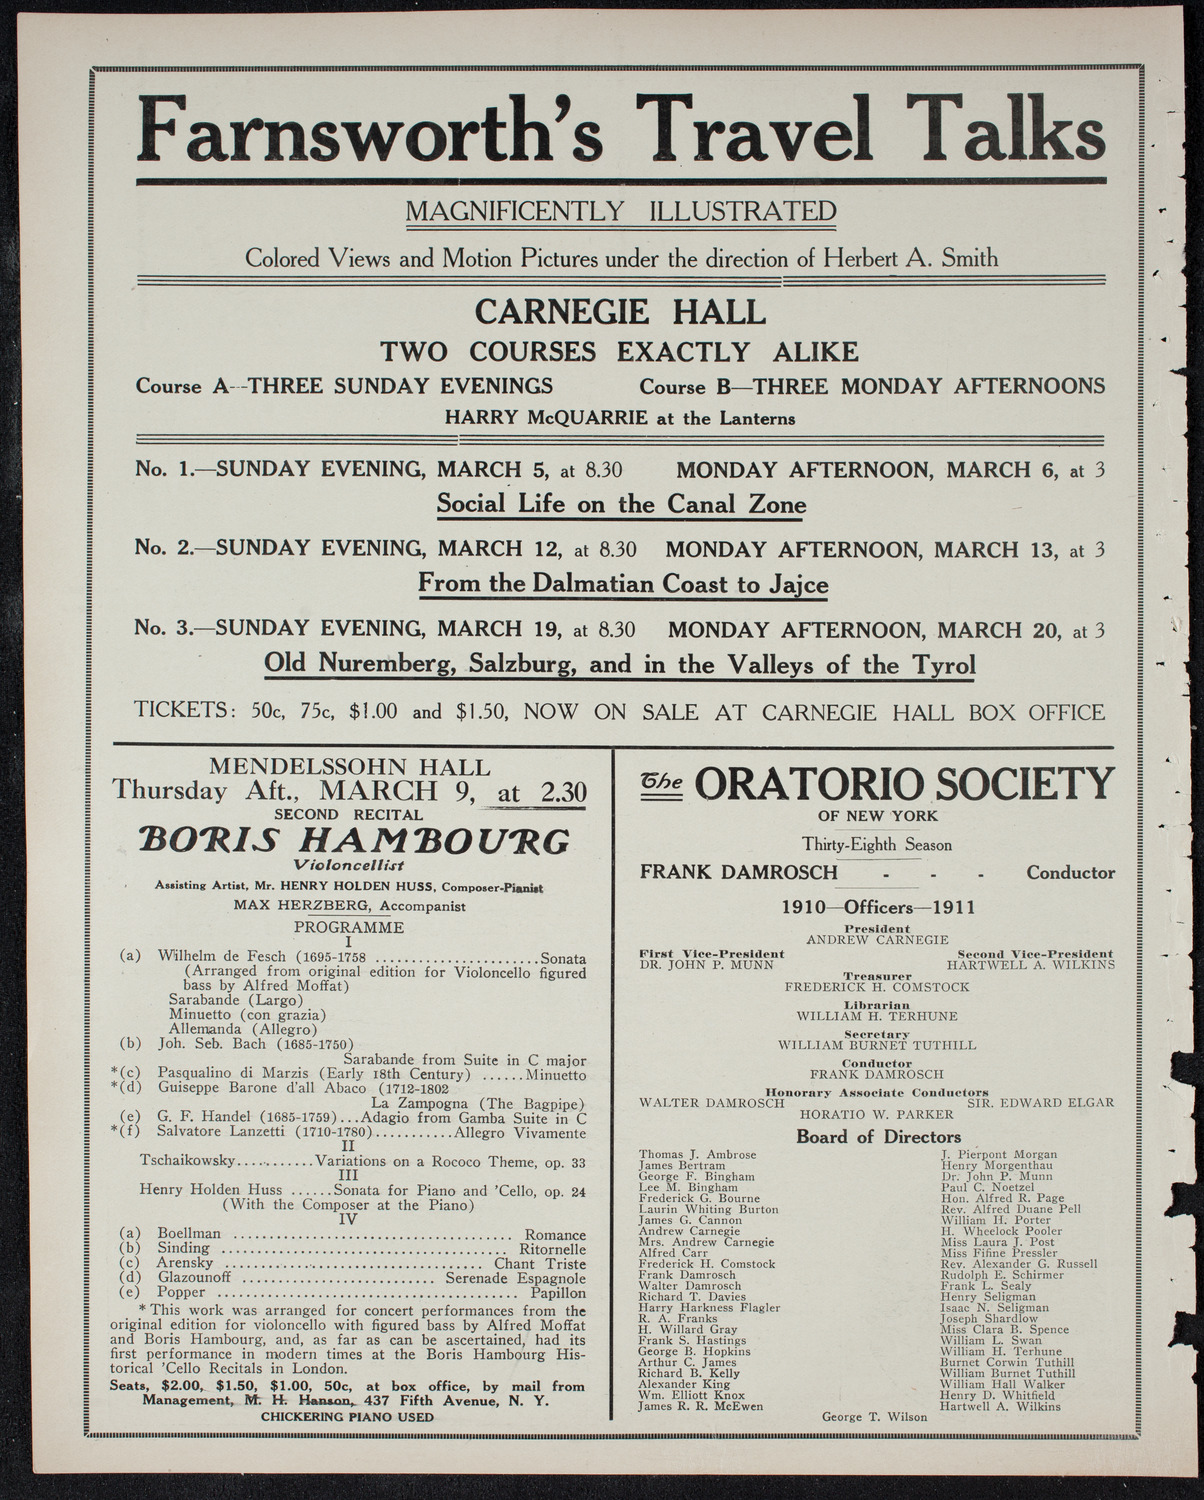 Farnsworth's Travel Talks
MAGNIFICENTLY ILLUSTRATED
Colored Views and Motion Pictures under the direction of Herbert A. Smith
CARNEGIE HALL
TWO COURSES EXACTLY ALIKE
Course A--THREE SUNDAY EVENINGS Course B—THREE MONDAY AFTERNOONS
HARRY McQUARRIE at the Lanterns
No. 1.—SUNDAY EVENING, MARCH 5, at 8.30 MONDAY AFTERNOON, MARCH 6, at 3
Social Life on the Canal Zone
No. 2.—SUNDAY EVENING, MARCH 12, at 8.30 MONDAY AFTERNOON, MARCH 13, at 3
From the Dalmatian Coast to Jajce
No. 3.—SUNDAY EVENING, MARCH 19, at 8.30 MONDAY AFTERNOON, MARCH 20, at 3
Old Nuremberg, Salzburg, and in the Valleys of the Tyrol
TICKETS: 50c, 75c, $1.00 and $1.50, NOW ON SALE AT CARNEGIE HALL BOX OFFICE
MENDELSSOHN HALL
Thursday Aft., MARCH 9, at 2.30
SECOND RECITAL
BORIS HAMBOURG
Violoncellist
Assisting Artist, Mr. HENRY HOLDEN HUSS, Composer-Pianist
MAX HERZBERG, Accompanist
PROGRAMME
I
(a) Wilhelm de Fesch (1695-1758 .......................Sonata
(Arranged from original edition for Violoncello figured
bass by Alfred Moffat)
Sarabande (Largo)
Minuetto (con grazia)
Allemanda (Allegro)
(b) Joh. Seb. Bach (1685-1750)
Sarabande from Suite in C major
*(c) Pasqualino di Marzis (Early 18th Century) ......Minuetto
*(d) Guiseppe Barone d'all Abaco (1712-1802
La Zampogna (The Bagpipe)
(e) G. F. Handel (1685-1759)...Adagio from Gamba Suite in C
*(f) Salvatore Lanzetti (1710-1780)...........Allegro Vivamente
II
Tschaikowsky...........Variations on a Rococo Theme, op. 33
III
Henry Holden Huss ......Sonata for Piano and 'Cello, op. 24
(With the Composer at the Piano)
IV
(a) Boellman .................................... Romance
(b) Sinding ..................................... Ritornelle
(c) Arensky ..................................... Chant Triste
(d) Glazounoff ......................... Serenade Espagnole
(e) Popper ...................................... Papillon
* This work was arranged for concert performances from the
original edition for violoncello with figured bass by Alfred Moffat
and Boris Hambourg, and, as far as can be ascertained, had its
first performance in modern times at the Boris Hambourg His-
torical 'Cello Recitals in London.
Seats, $2.00, $1.50, $1.00, 50c, at box office, by mail from
Management, M. H. Hanson, 437 Fifth Avenue, N. Y.
CHICKERING PIANO USED
The ORATORIO SOCIETY
OF NEW YORK
Thirty-Eighth Season
FRANK DAMROSCH - - - Conductor
1910—Officers—1911
President
ANDREW CARNEGIE
First Vice-President Second Vice-President
DR. JOHN P. MUNN HARTWELL A. WILKINS
Treasurer
FREDERICK H. COMSTOCK
Librarian
WILLIAM H. TERHUNE
Secretary
WILLIAM BURNET TUTHILL
Conductor
FRANK DAMROSCH
Honorary Associate Conductors
WALTER DAMROSCH SIR. EDWARD ELGAR
HORATIO W. PARKER
Board of Directors
Thomas J. Ambrose
James Bertram
George F. Bingham
Lee M. Bingham
Frederick G. Bourne
Laurin Whiting Burton
James G. Cannon
Andrew Carnegie
Mrs. Andrew Carnegie
Alfred Carr
Frederick H. Comstock
Frank Damrosch
Walter Damrosch
Richard T. Davies
Harry Harkness Flagler
R. A. Franks
H. Willard Gray
Frank S. Hastings
George B. Hopkins
Arthur C. James
Richard B. Kelly
Alexander King
Wm. Elliott Knox
James R. R. McEwen
J. Pierpont Morgan
Henry Morgenthau
Dr. John P. Munn
Paul C. Noetzel
Hon. Alfred R. Page
Rev. Alfred Duane Pell
William H. Porter
H. Wheelock Pooler
Miss Laura J. Post
Miss Fifine Pressler
Rev. Alexander G. Russell
Rudolph E. Schirmer
Frank L. Sealy
Henry Seligman
Isaac N. Seligman
Joseph Shardlow
Miss Clara B. Spence
William L. Swan
William H. Terhune
Burnet Corwin Tuthill
William Burnet Tuthill
William Hall Walker
Henry D. Whitfield
Hartwell A. Wilkins
George T. Wilson